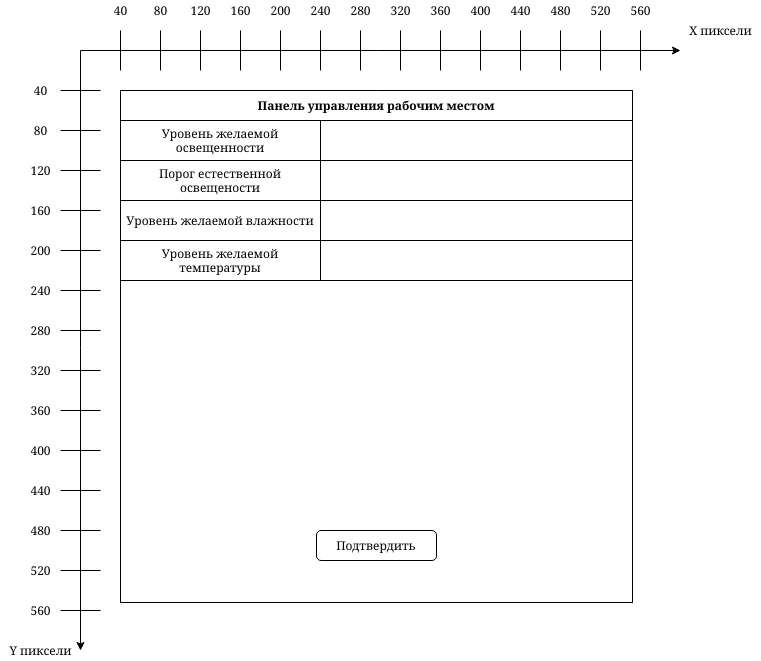 40 80 120 160 200 240 280 320 360 400 440 480 520 560
X пиксели
40
Панель управления рабочим местом
80
Уровень желаемой
освещенности
120
Порог естественной
освещености
160
Уровень желаемой влажности
200
Уровень желаемой
температуры
240
280
320
360
400
440
480
Подтвердить
520
560
Y пиксели